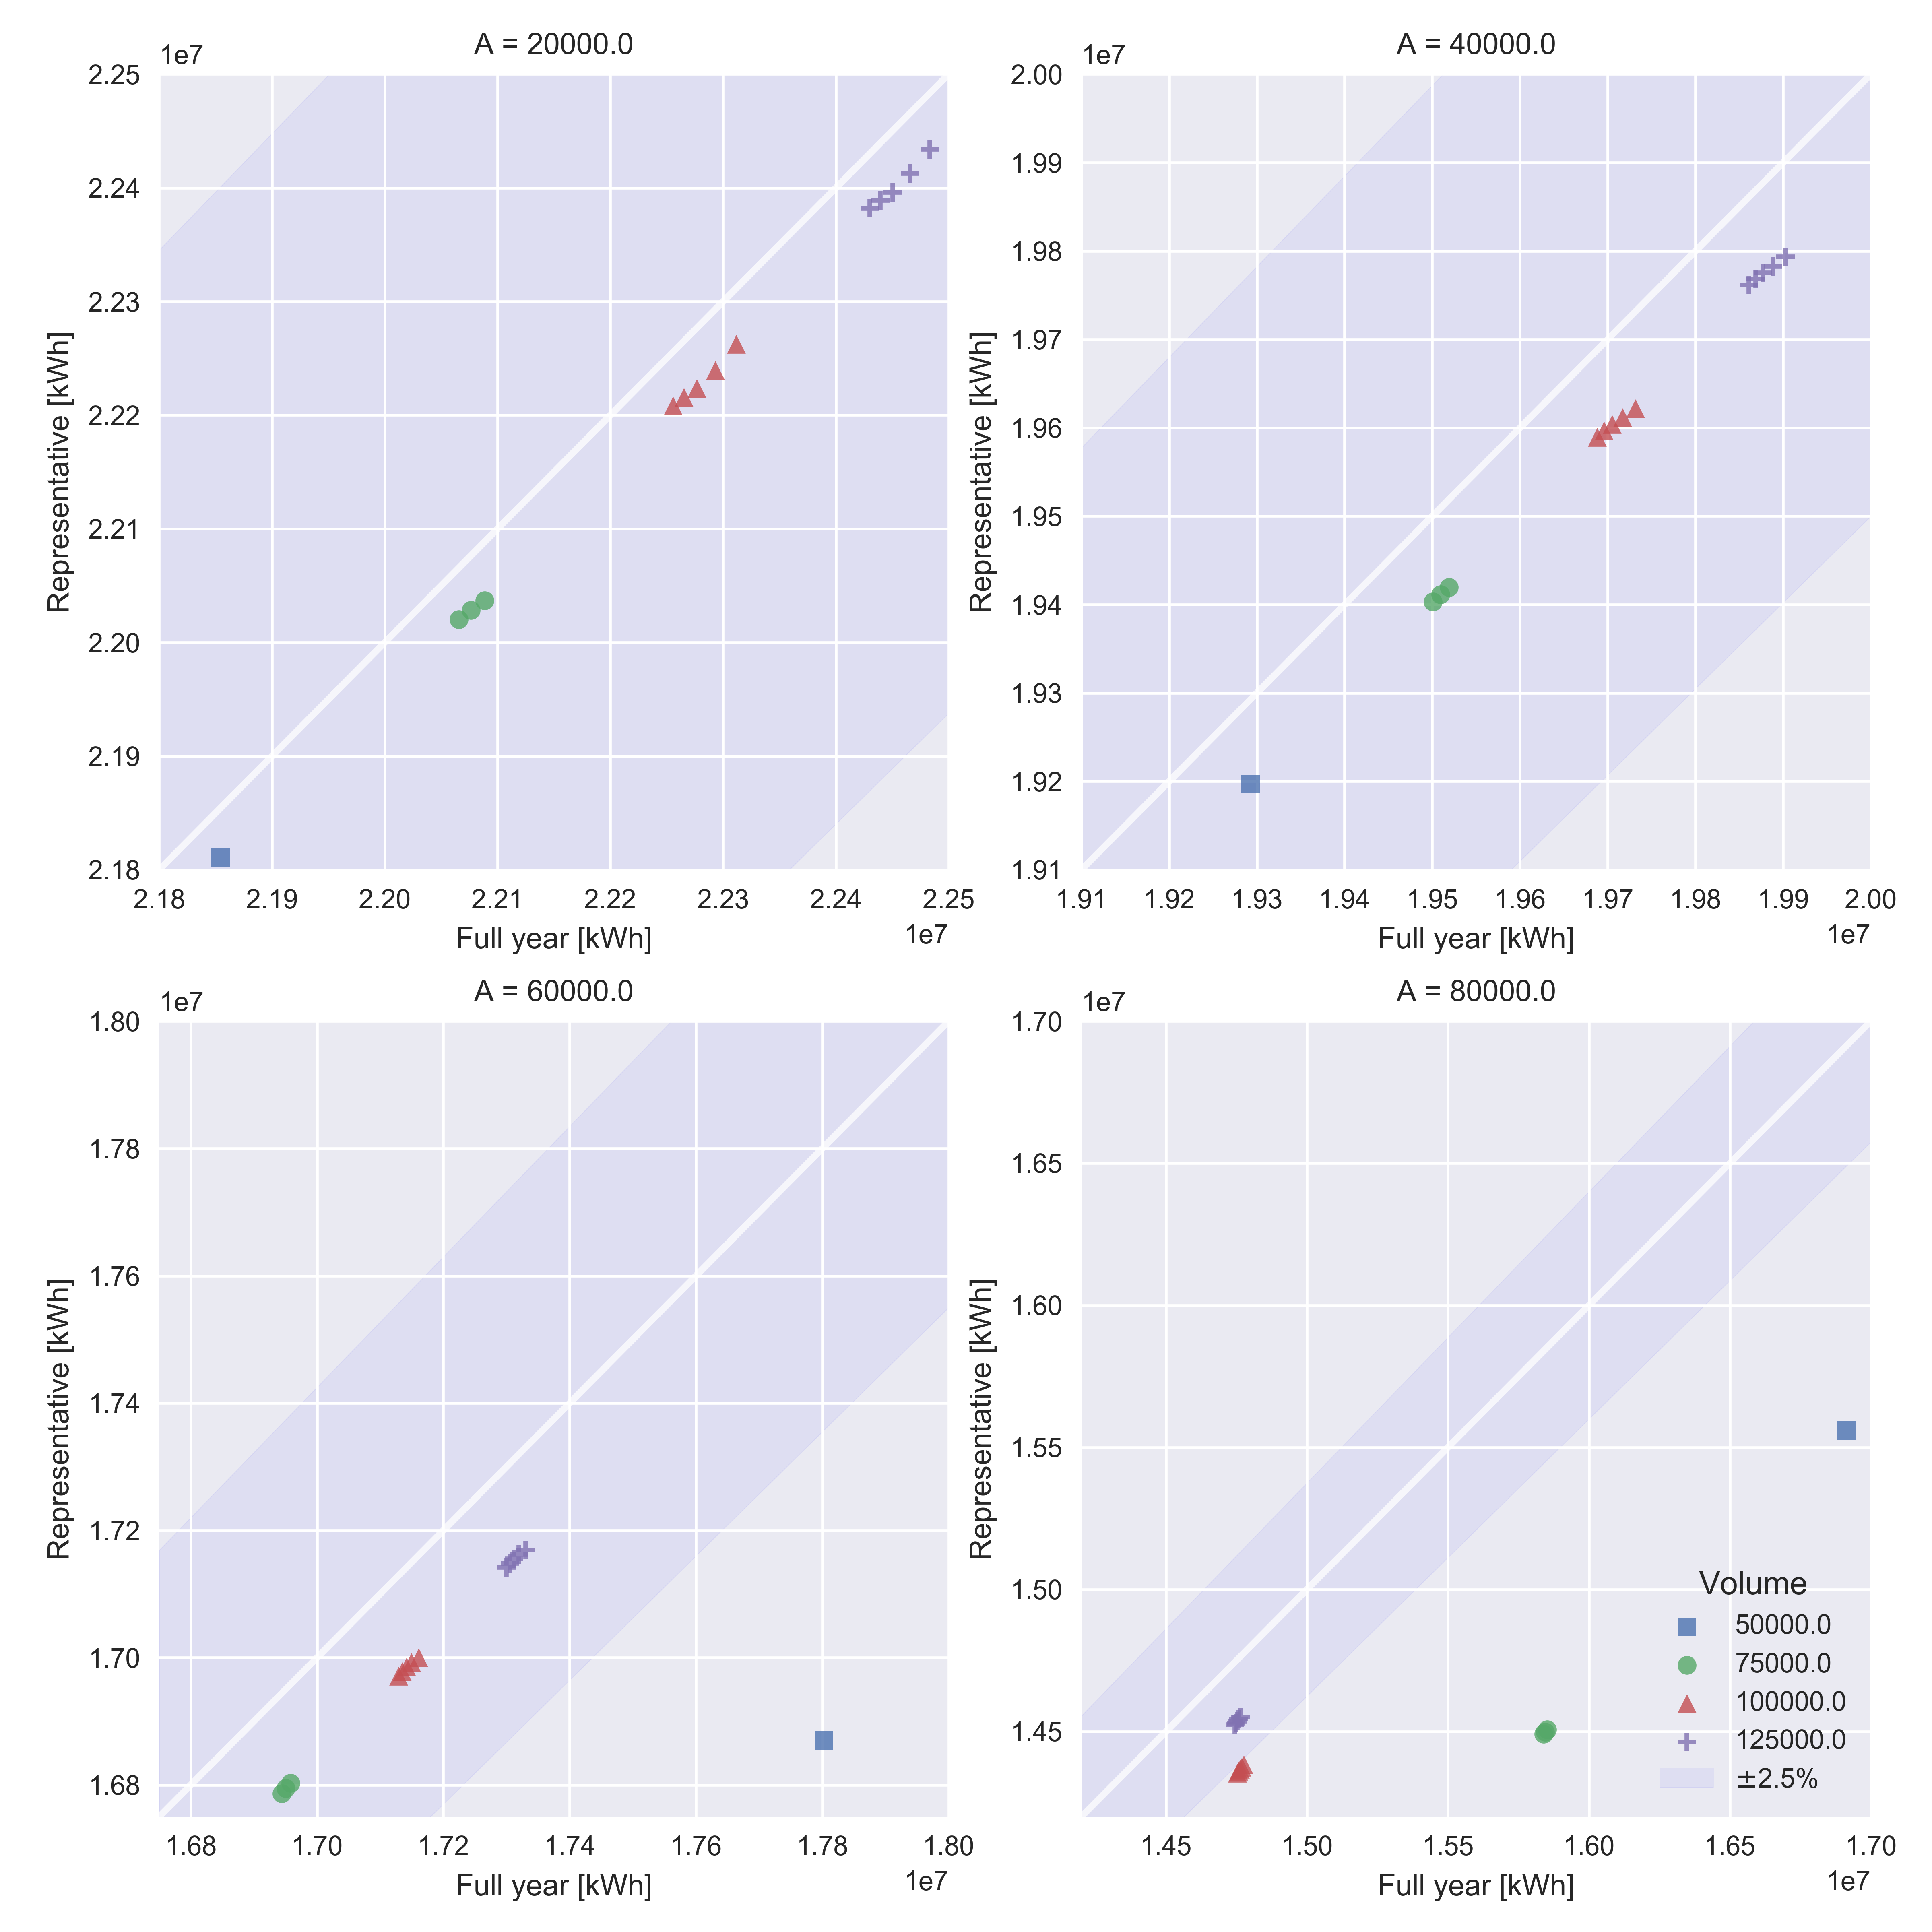 A = 20000.0
1e7
2.25
2.24
2.23
2.22
2.21
2.20
2.19
2.18
Representative [kWh]
2.18 2.19 2.20 2.21 2.22 2.23 2.24 2.25
Full year [kWh]
1e7
A = 40000.0
1e7
2.00
1.99
1.98
1.97
1.96
1.95
1.94
1.93
1.92
1.91
Representative [kWh]
1.91 1.92 1.93 1.94 1.95 1.96 1.97 1.98 1.99 2.00
Full year [kWh]
1e7
A = 60000.0
1e7
1.80
1.78
1.76
1.74
1.72
1.70
1.68
Representative [kWh]
1.68 1.70 1.72 1.74 1.76 1.78 1.80
Full year [kWh]
1e7
A = 80000.0
1e7
1.70
1.65
1.60
1.55
1.50
1.45
Representative [kWh]
1.45 1.50 1.55 1.60 1.65 1.70
Full year [kWh]
1e7
Volume
50000.0
75000.0
100000.0
125000.0
±2.5%